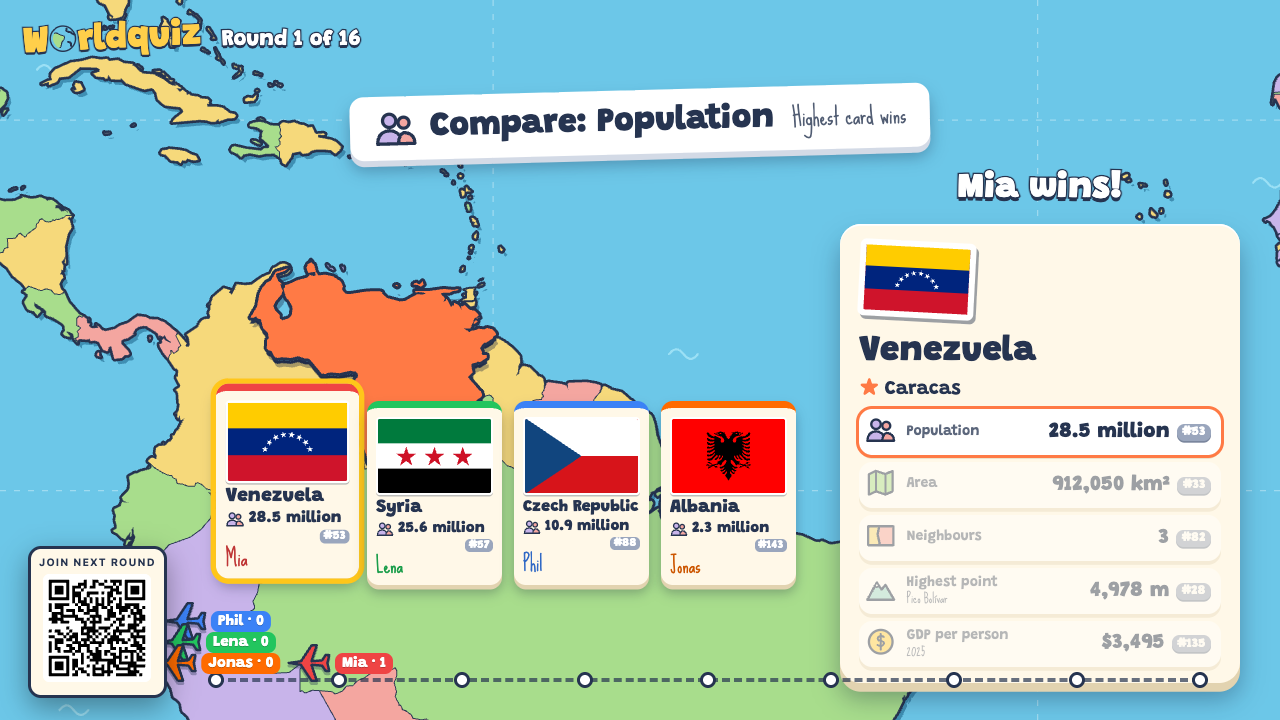 Worldquiz
Round 1 of 16
Compare: Population
Highest card wins
Mia wins!
Venezuela
Caracas
Population
28.5 million
#53
Area
912,050 km²
#33
Neighbours
3
#82
Highest point
Pico Bolívar
4,978 m
#28
GDP per person
2025
$3,495
#135
Venezuela
28.5 million
#53
Mia
Syria
25.6 million
#57
Lena
Czech Republic
10.9 million
#88
Phil
Albania
2.3 million
#143
Jonas
JOIN NEXT ROUND
Phil · 0
Lena · 0
Jonas · 0
Mia · 1